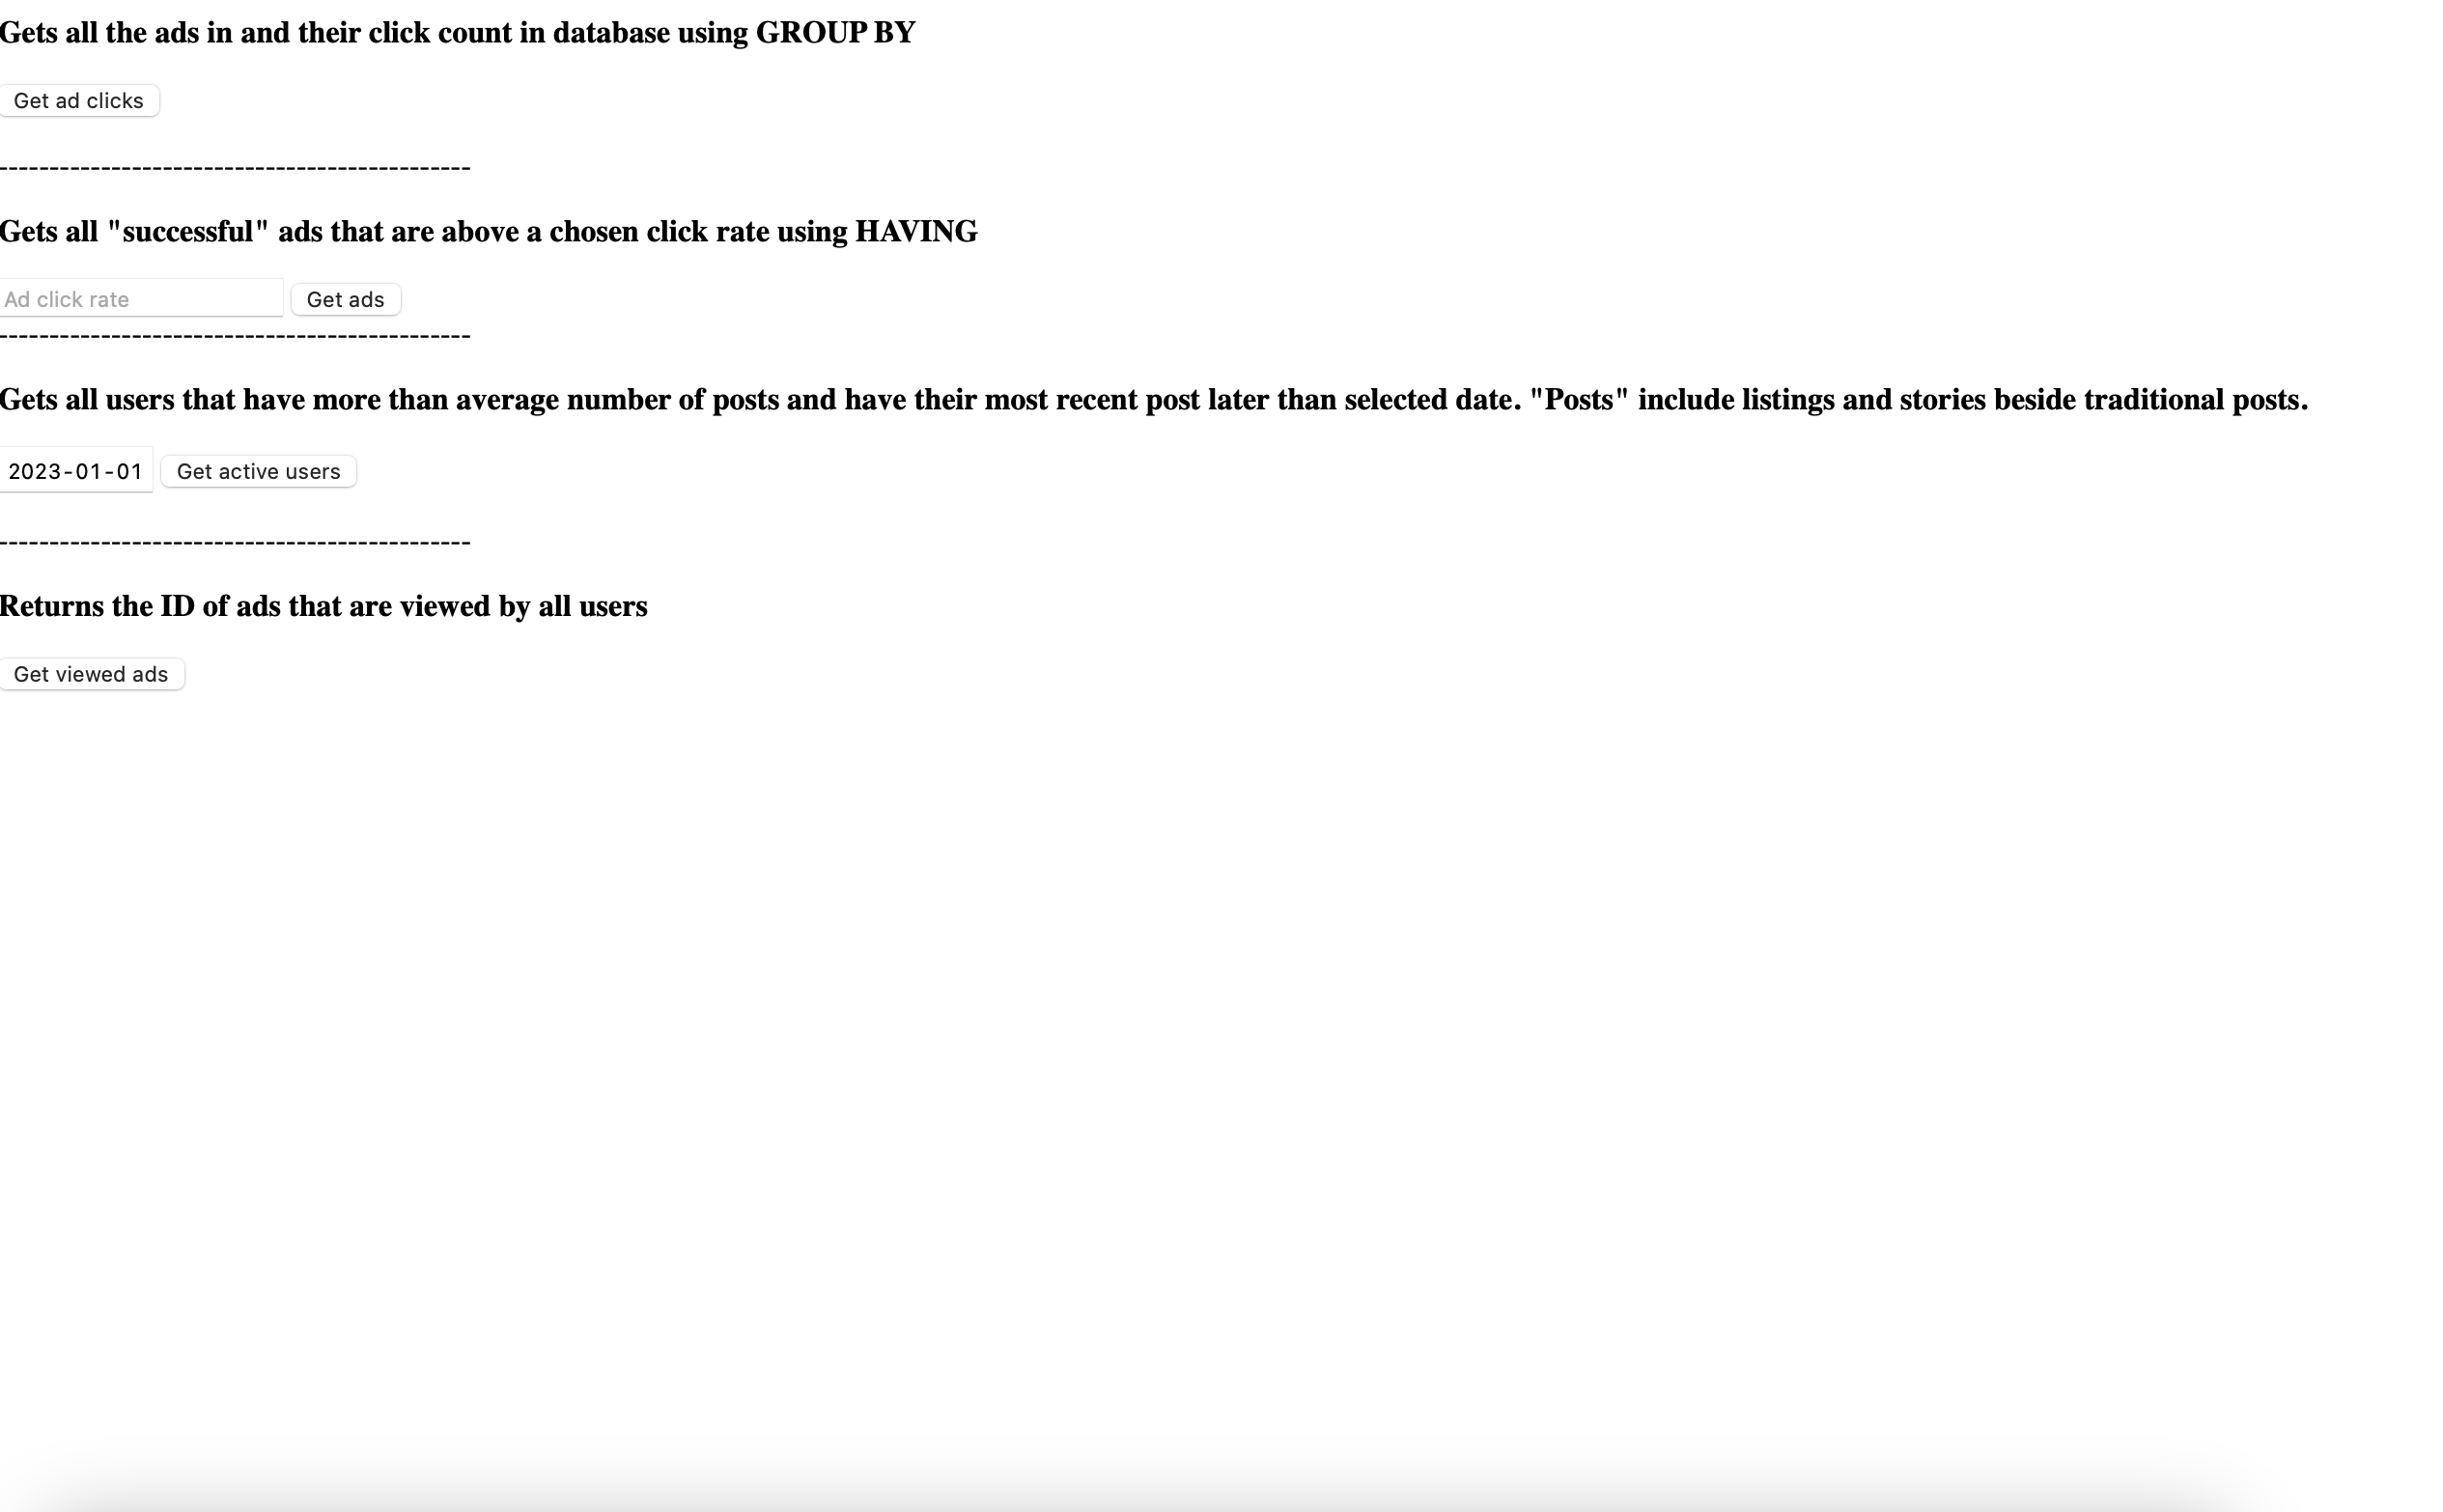 Gets all the ads in and their click count in database using GROUP BY
Get ad clicks
----------------------------------------------
Gets all "successful" ads that are above a chosen click rate using HAVING
Ad click rate Get ads
----------------------------------------------
Gets all users that have more than average number of posts and have their most recent post later than selected date. "Posts" include listings and stories beside traditional posts.
2023-01-01 Get active users
----------------------------------------------
Returns the ID of ads that are viewed by all users
Get viewed ads